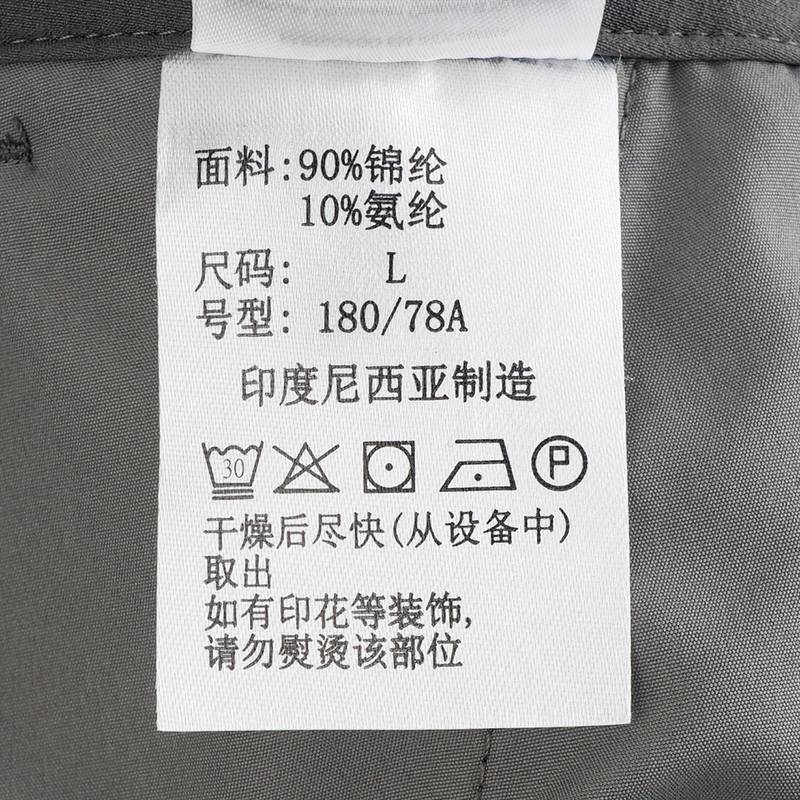 面料:90%锦纶
10%氨纶
尺码: L
号型: 180/78A
印度尼西亚制造
30 P
干燥后尽快(从设备中)
取出
如有印花等装饰,
请勿熨烫该部位